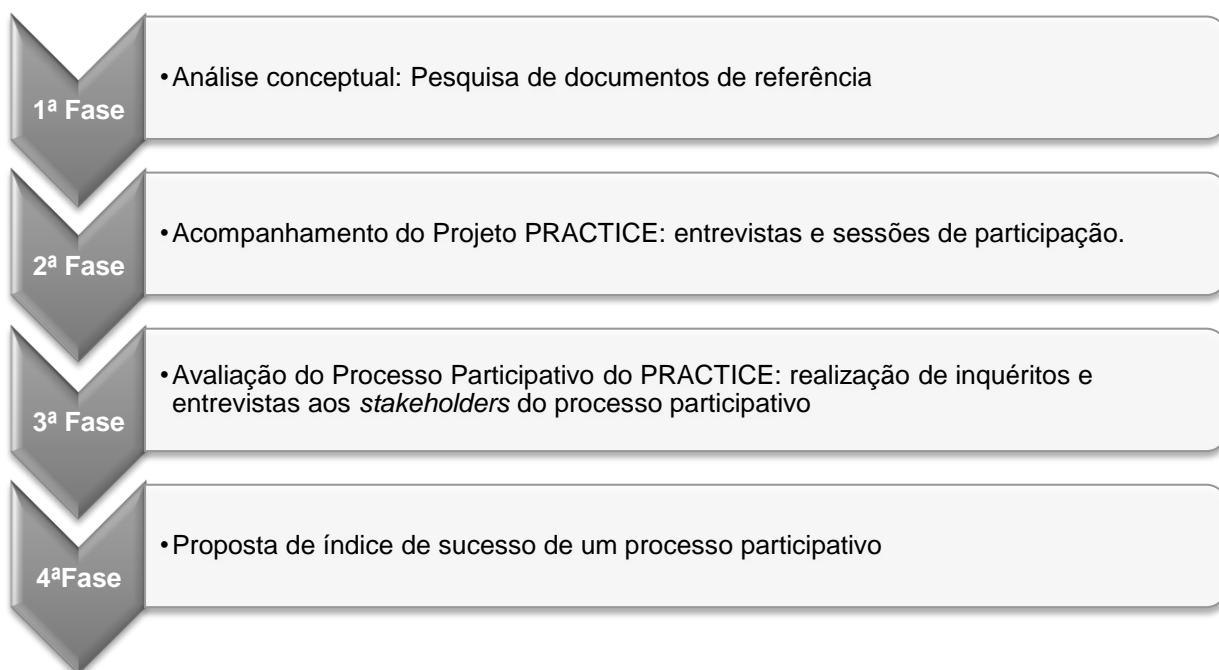 1ª Fase
•Análise conceptual: Pesquisa de documentos de referência
2ª Fase
•Acompanhamento do Projeto PRACTICE: entrevistas e sessões de participação.
3ª Fase
•Avaliação do Processo Participativo do PRACTICE: realização de inquéritos e
entrevistas aos stakeholders do processo participativo
4ªFase
•Proposta de índice de sucesso de um processo participativo